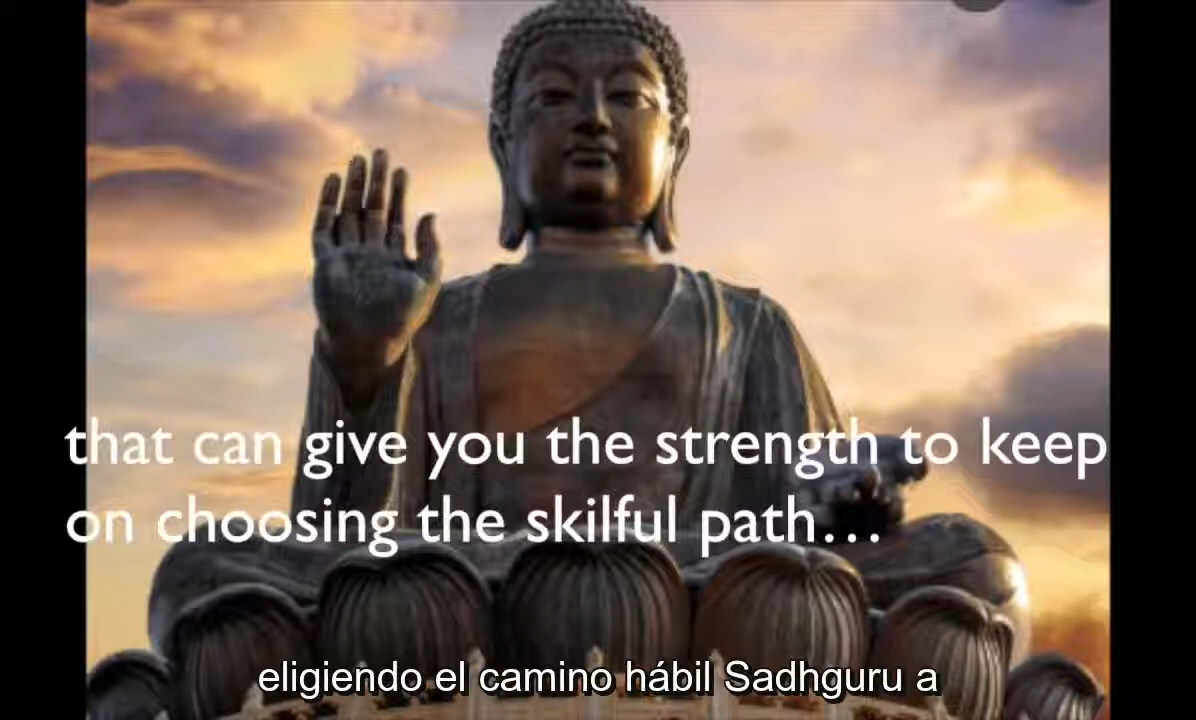 that can give you the strength to keep
on choosing the skilful path...
eligiendo el camino hábil Sadhguru a